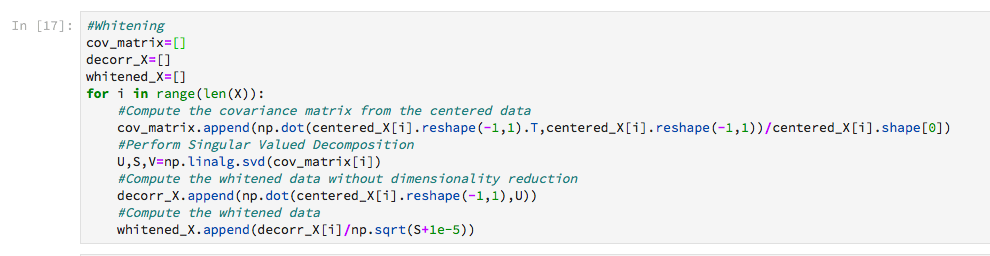 In [17]: #Whitening
cov_matrix=[]
decorr_X=[]
whitened_X=[]
for i in range(len(X)):
    #Compute the covariance matrix from the centered data
    cov_matrix.append(np.dot(centered_X[i].reshape(-1,1).T,centered_X[i].reshape(-1,1))/centered_X[i].shape[0])
    #Perform Singular Valued Decomposition
    U,S,V=np.linalg.svd(cov_matrix[i])
    #Compute the whitened data without dimensionality reduction
    decorr_X.append(np.dot(centered_X[i].reshape(-1,1),U))
    #Compute the whitened data
    whitened_X.append(decorr_X[i]/np.sqrt(S+1e-5))